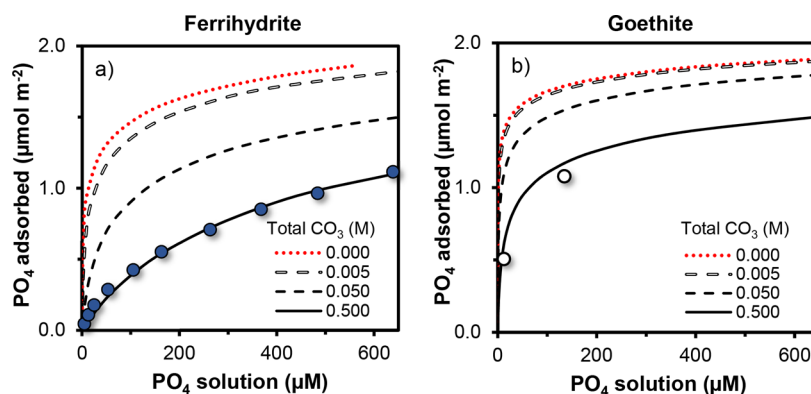 Ferrihydrite
a)
PO₄ adsorbed (µmol m⁻²)
2.0
1.0
0.0
Total CO₃ (M)
0.000
0.005
0.050
0.500
0 200 400 600
PO₄ solution (µM)
Goethite
b)
PO₄ adsorbed (µmol m⁻²)
2.0
1.0
0.0
Total CO₃ (M)
0.000
0.005
0.050
0.500
0 200 400 600
PO₄ solution (µM)